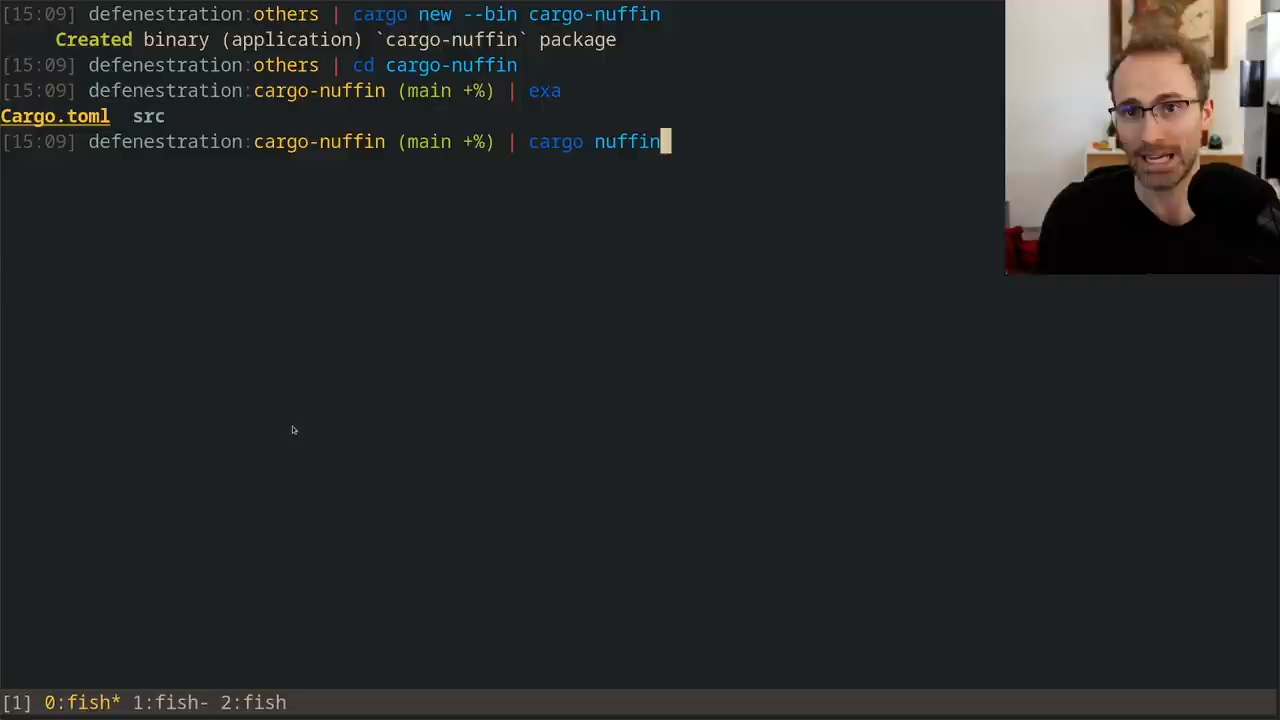 [15:09] defenestration:others | cargo new --bin cargo-nuffin
Created binary (application) `cargo-nuffin` package
[15:09] defenestration:others | cd cargo-nuffin
[15:09] defenestration:cargo-nuffin (main +%) | exa
Cargo.toml  src
[15:09] defenestration:cargo-nuffin (main +%) | cargo nuffin
[1] 0:fish* 1:fish- 2:fish